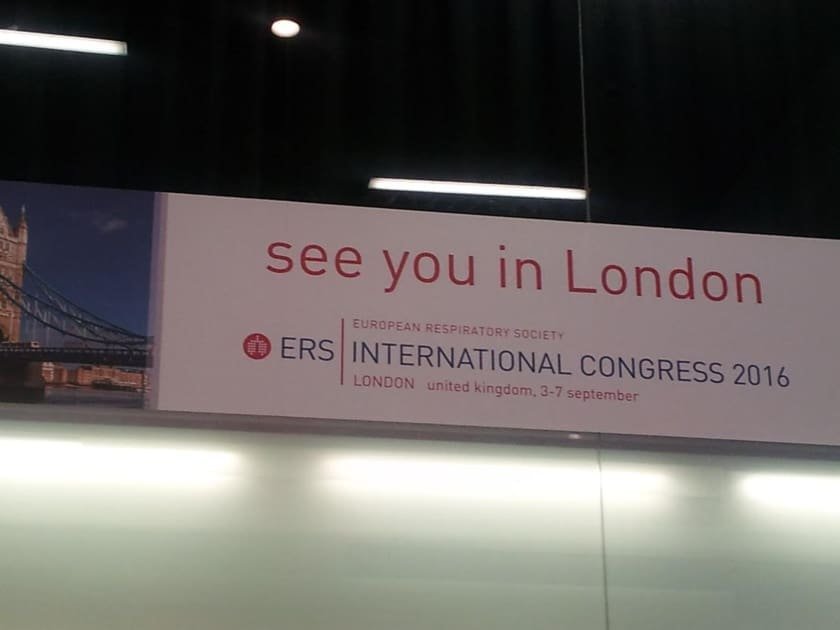 see you in London
EUROPEAN RESPIRATORY SOCIETY
ERS INTERNATIONAL CONGRESS 2016
LONDON united kingdom, 3-7 september